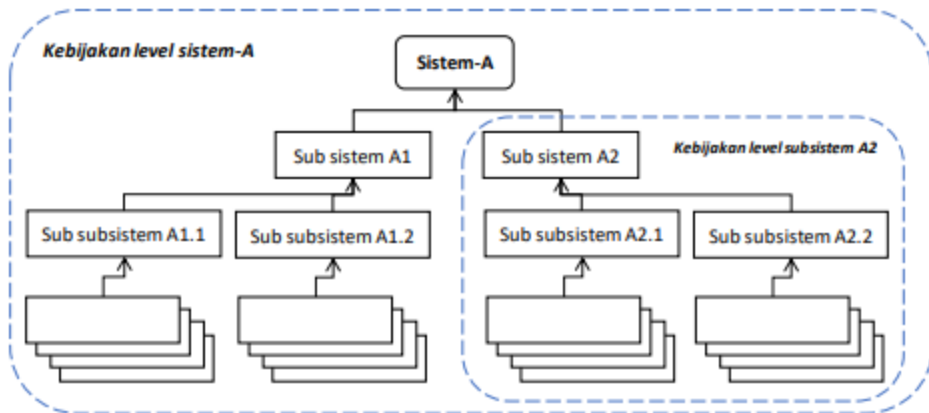 Kebijakan level sistem-A
Sistem-A
Sub sistem A1
Sub sistem A2
Kebijakan level subsistem A2
Sub subsistem A1.1
Sub subsistem A1.2
Sub subsistem A2.1
Sub subsistem A2.2